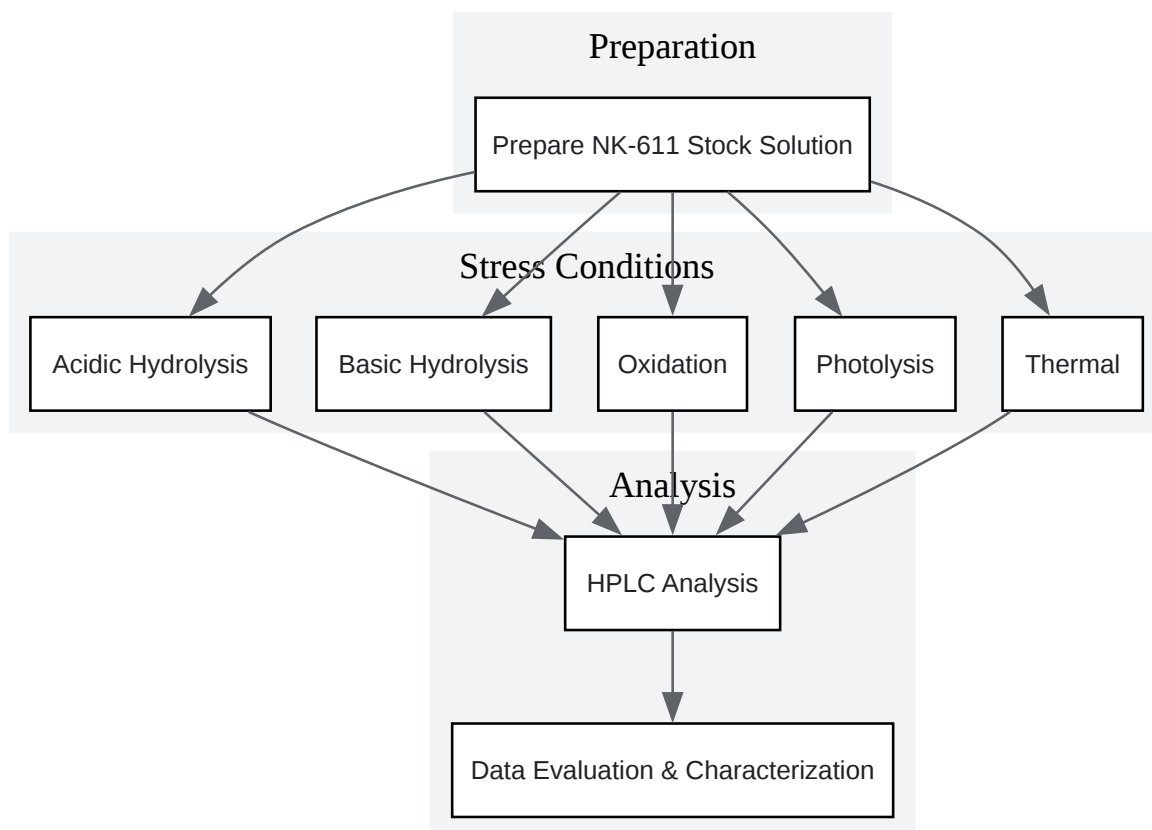 Preparation
Prepare NK-611 Stock Solution
Stress Conditions
Acidic Hydrolysis
Basic Hydrolysis
Oxidation
Photolysis
Thermal
Analysis
HPLC Analysis
Data Evaluation & Characterization